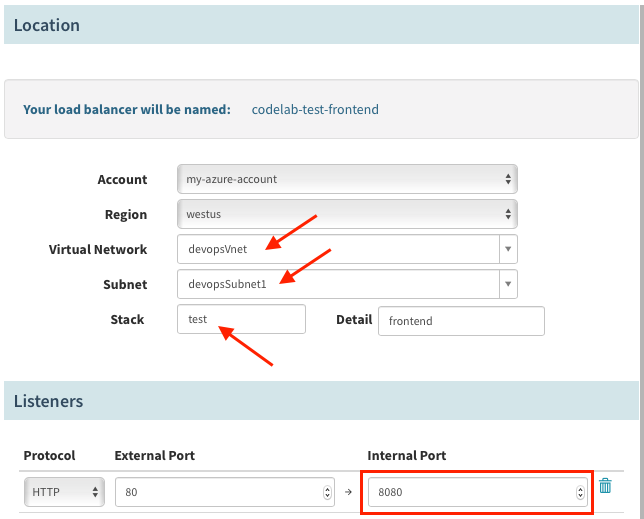 Location
Your load balancer will be named: codelab-test-frontend
Account my-azure-account
Region westus
Virtual Network devopsVnet
Subnet devopsSubnet1
Stack test Detail frontend
Listeners
Protocol External Port Internal Port
HTTP 80 → 8080